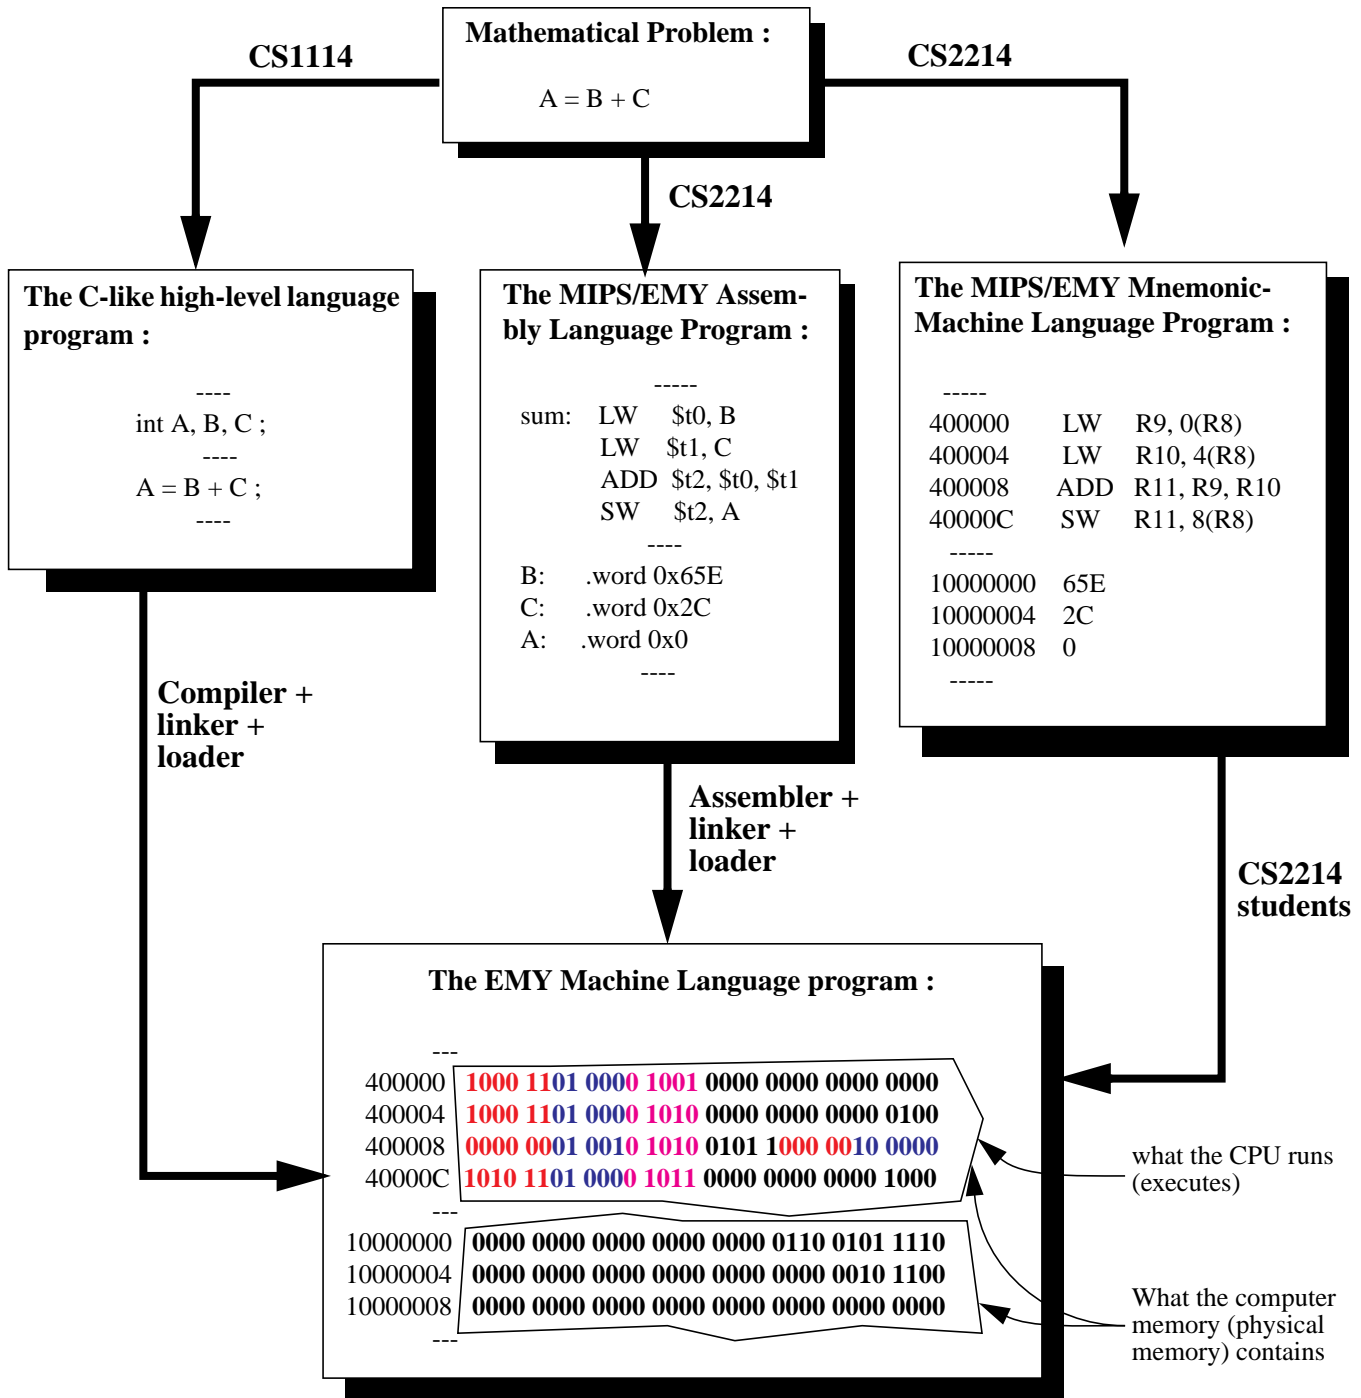 Mathematical Problem :
A = B + C
CS1114
CS2214
CS2214
The C-like high-level language
program :
----
int A, B, C ;
----
A = B + C ;
----
The MIPS/EMY Assem-
bly Language Program :
-----
sum: LW $t0, B
LW $t1, C
ADD $t2, $t0, $t1
SW $t2, A
----
B: .word 0x65E
C: .word 0x2C
A: .word 0x0
----
The MIPS/EMY Mnemonic-
Machine Language Program :
-----
400000 LW R9, 0(R8)
400004 LW R10, 4(R8)
400008 ADD R11, R9, R10
40000C SW R11, 8(R8)
-----
10000000 65E
10000004 2C
10000008 0
-----
Compiler +
linker +
loader
Assembler +
linker +
loader
CS2214
students
The EMY Machine Language program :
---
400000 1000 1101 0000 1001 0000 0000 0000 0000
400004 1000 1101 0000 1010 0000 0000 0000 0100
400008 0000 0001 0010 1010 0101 1000 0010 0000
40000C 1010 1101 0000 1011 0000 0000 0000 1000
---
10000000 0000 0000 0000 0000 0000 0110 0101 1110
10000004 0000 0000 0000 0000 0000 0000 0010 1100
10000008 0000 0000 0000 0000 0000 0000 0000 0000
---
what the CPU runs
(executes)
What the computer
memory (physical
memory) contains